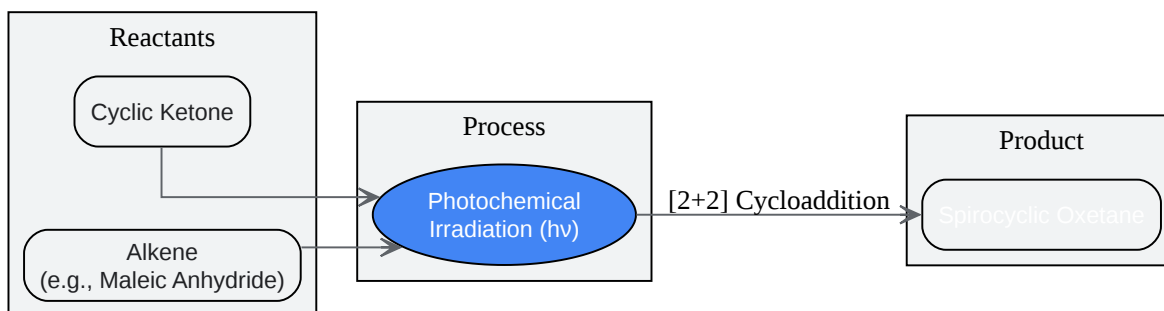 Reactants
Cyclic Ketone
Alkene
(e.g., Maleic Anhydride)
Process
Photochemical
Irradiation (hν)
[2+2] Cycloaddition
Product
Spirocyclic Oxetane